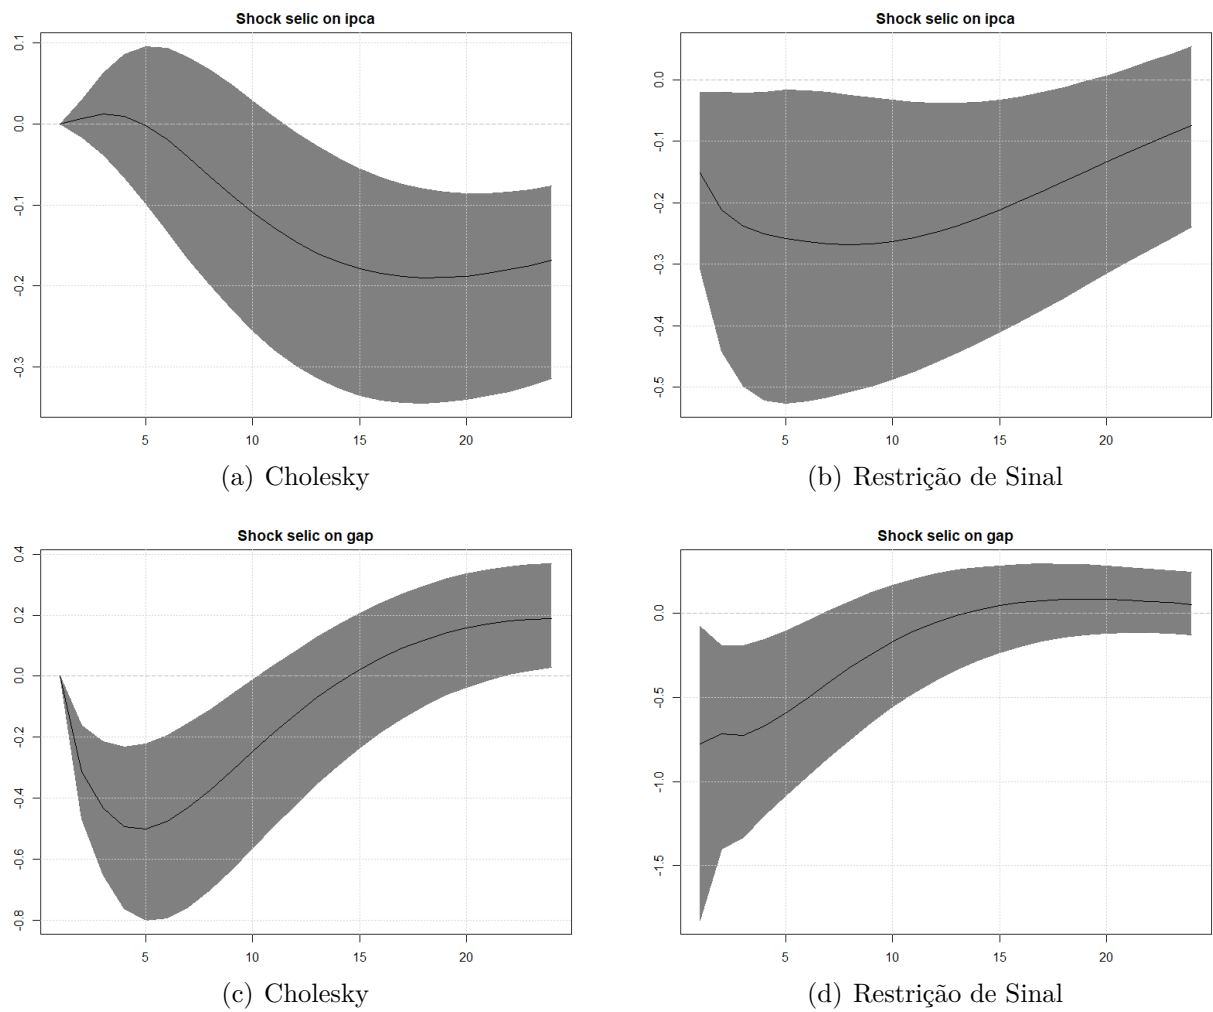 Shock selic on ipca
0.1
0.0
-0.1
-0.2
-0.3
5 10 15 20
(a) Cholesky
Shock selic on ipca
0.0
-0.1
-0.2
-0.3
-0.4
-0.5
5 10 15 20
(b) Restrição de Sinal
Shock selic on gap
0.4
0.2
0.0
-0.2
-0.4
-0.6
-0.8
5 10 15 20
(c) Cholesky
Shock selic on gap
0.0
-0.5
-1.0
-1.5
5 10 15 20
(d) Restrição de Sinal